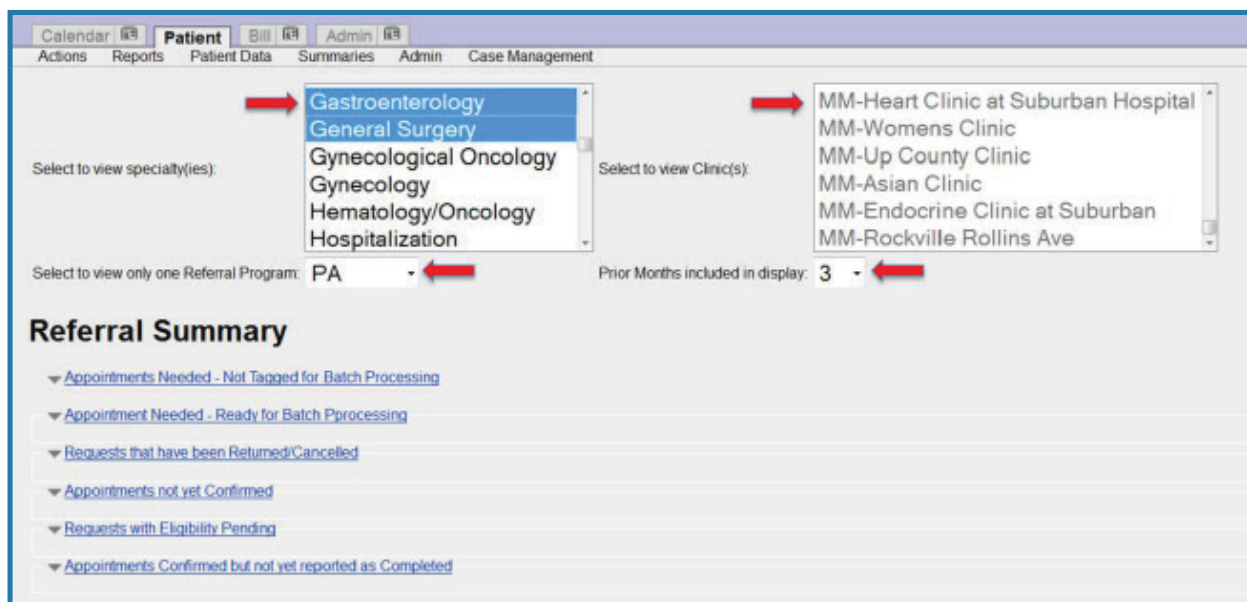 Calendar Patient Bill Admin
Actions Reports Patient Data Summaries Admin Case Management
Select to view specialty(ies):
Gastroenterology
General Surgery
Gynecological Oncology
Gynecology
Hematology/Oncology
Hospitalization
Select to view Clinic(s):
MM-Heart Clinic at Suburban Hospital
MM-Womens Clinic
MM-Up County Clinic
MM-Asian Clinic
MM-Endocrine Clinic at Suburban
MM-Rockville Rollins Ave
Select to view only one Referral Program: PA
Prior Months included in display: 3
Referral Summary
Appointments Needed - Not Tagged for Batch Processing
Appointment Needed - Ready for Batch Pprocessing
Requests that have been Returned/Cancelled
Appointments not yet Confirmed
Requests with Eligibility Pending
Appointments Confirmed but not yet reported as Completed